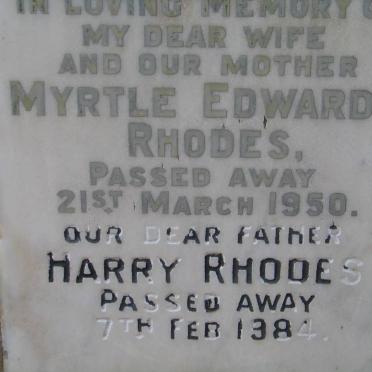 IN LOVING MEMORY O
MY DEAR WIFE
AND OUR MOTHER
MYRTLE EDWARD
RHODES,
PASSED AWAY
21ST MARCH 1950.
OUR DEAR FATHER
HARRY RHODES
PASSED AWAY
7TH FEB 1984.